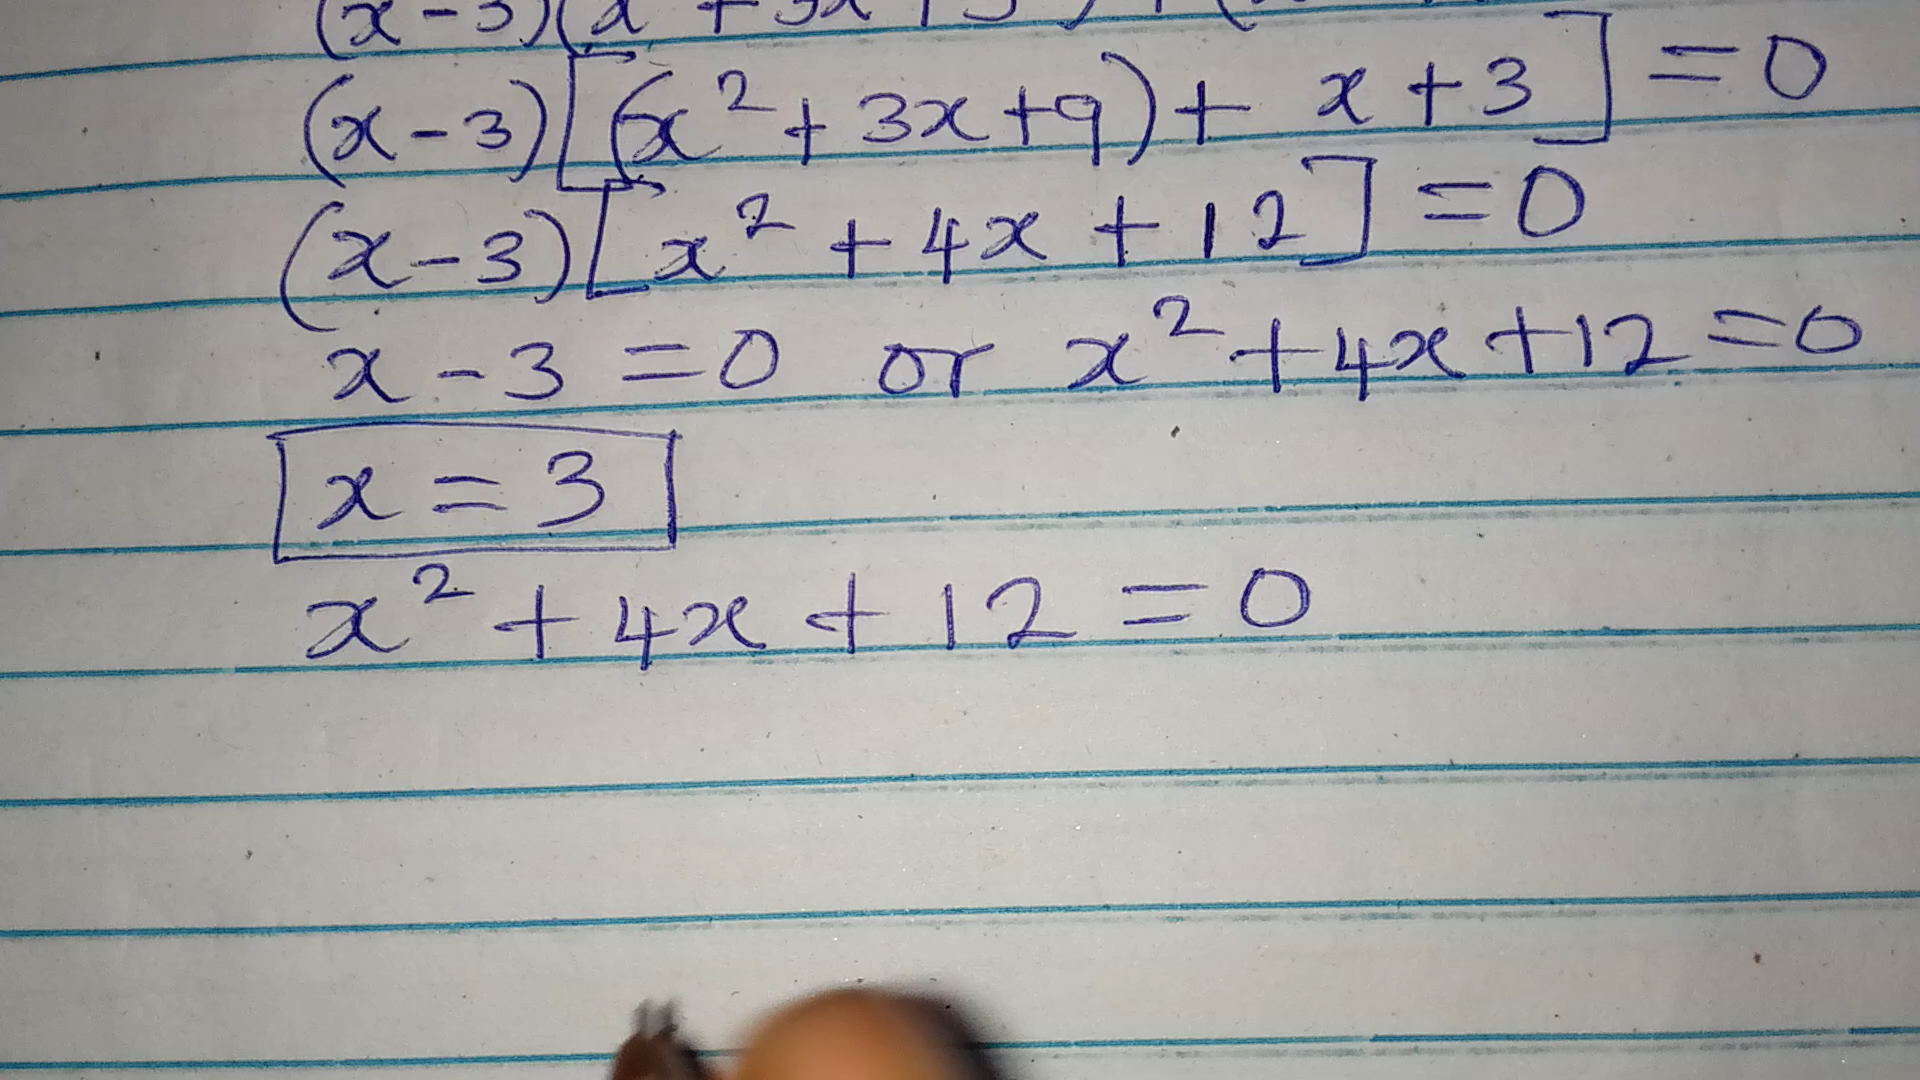 (x-3)[(x²+3x+9)+ x+3]=0
(x-3)[x²+4x+12]=0
x-3=0 or x²+4x+12=0
x=3
x²+4x+12=0